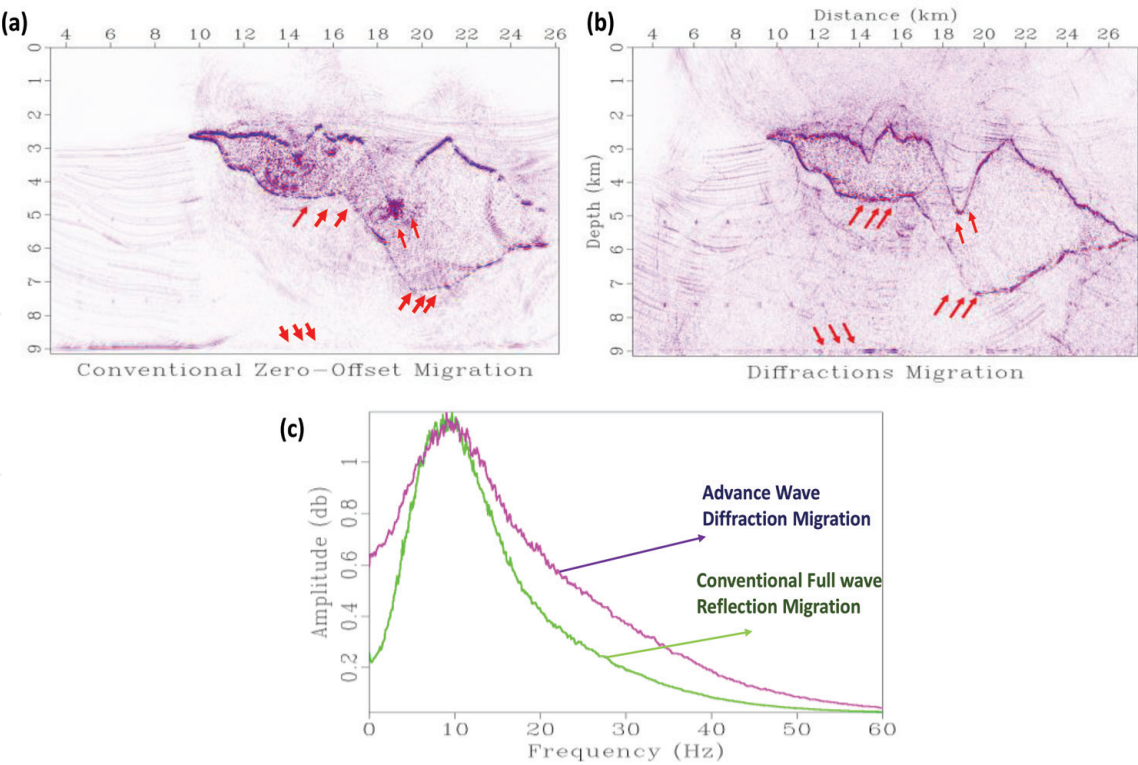 (a)
4 6 8 10 12 14 16 18 20 22 24 26
0
1
2
3
4
5
6
7
8
9
Conventional Zero-Offset Migration
(b)
Distance (km)
4 6 8 10 12 14 16 18 20 22 24 26
Depth (km)
0
1
2
3
4
5
6
7
8
9
Diffractions Migration
(c)
Amplitude (db)
1
0.8
0.6
0.4
0.2
Advance Wave
Diffraction Migration
Conventional Full wave
Reflection Migration
0 10 20 30 40 50 60
Frequency (Hz)